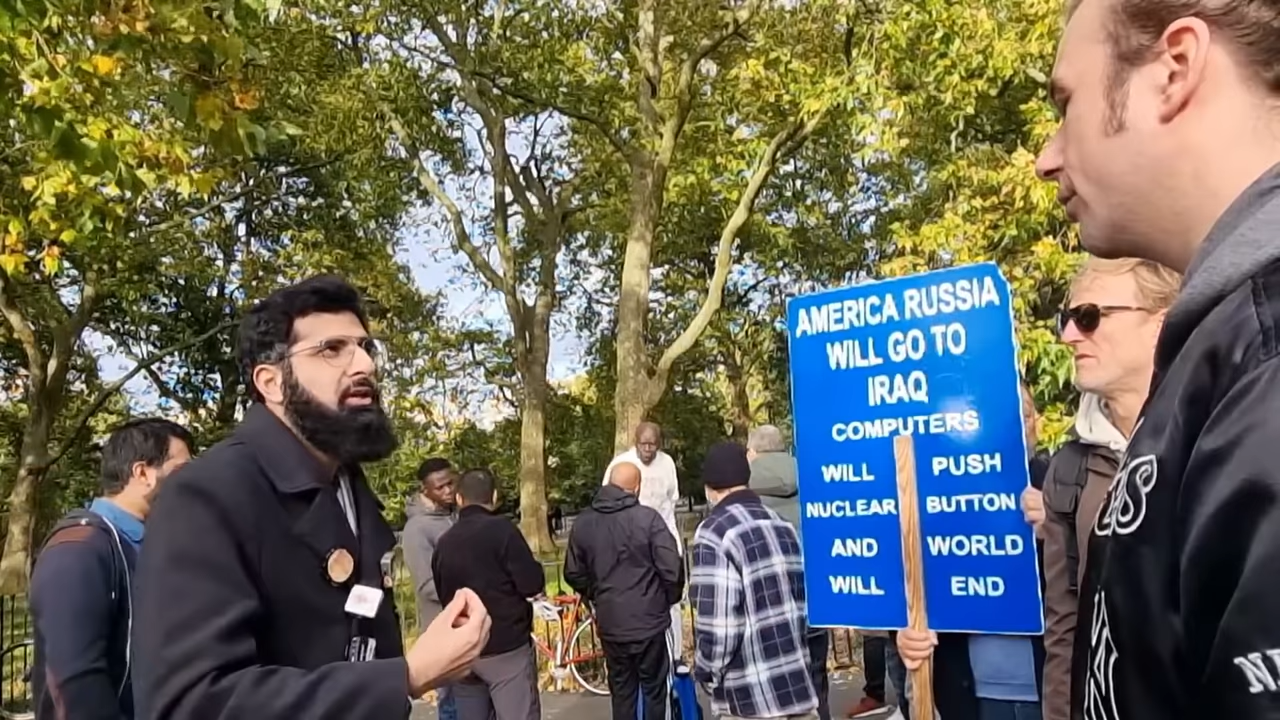 AMERICA RUSSIA
WILL GO TO
IRAQ
COMPUTERS
WILL PUSH
NUCLEAR BUTTON
AND WORLD
WILL END